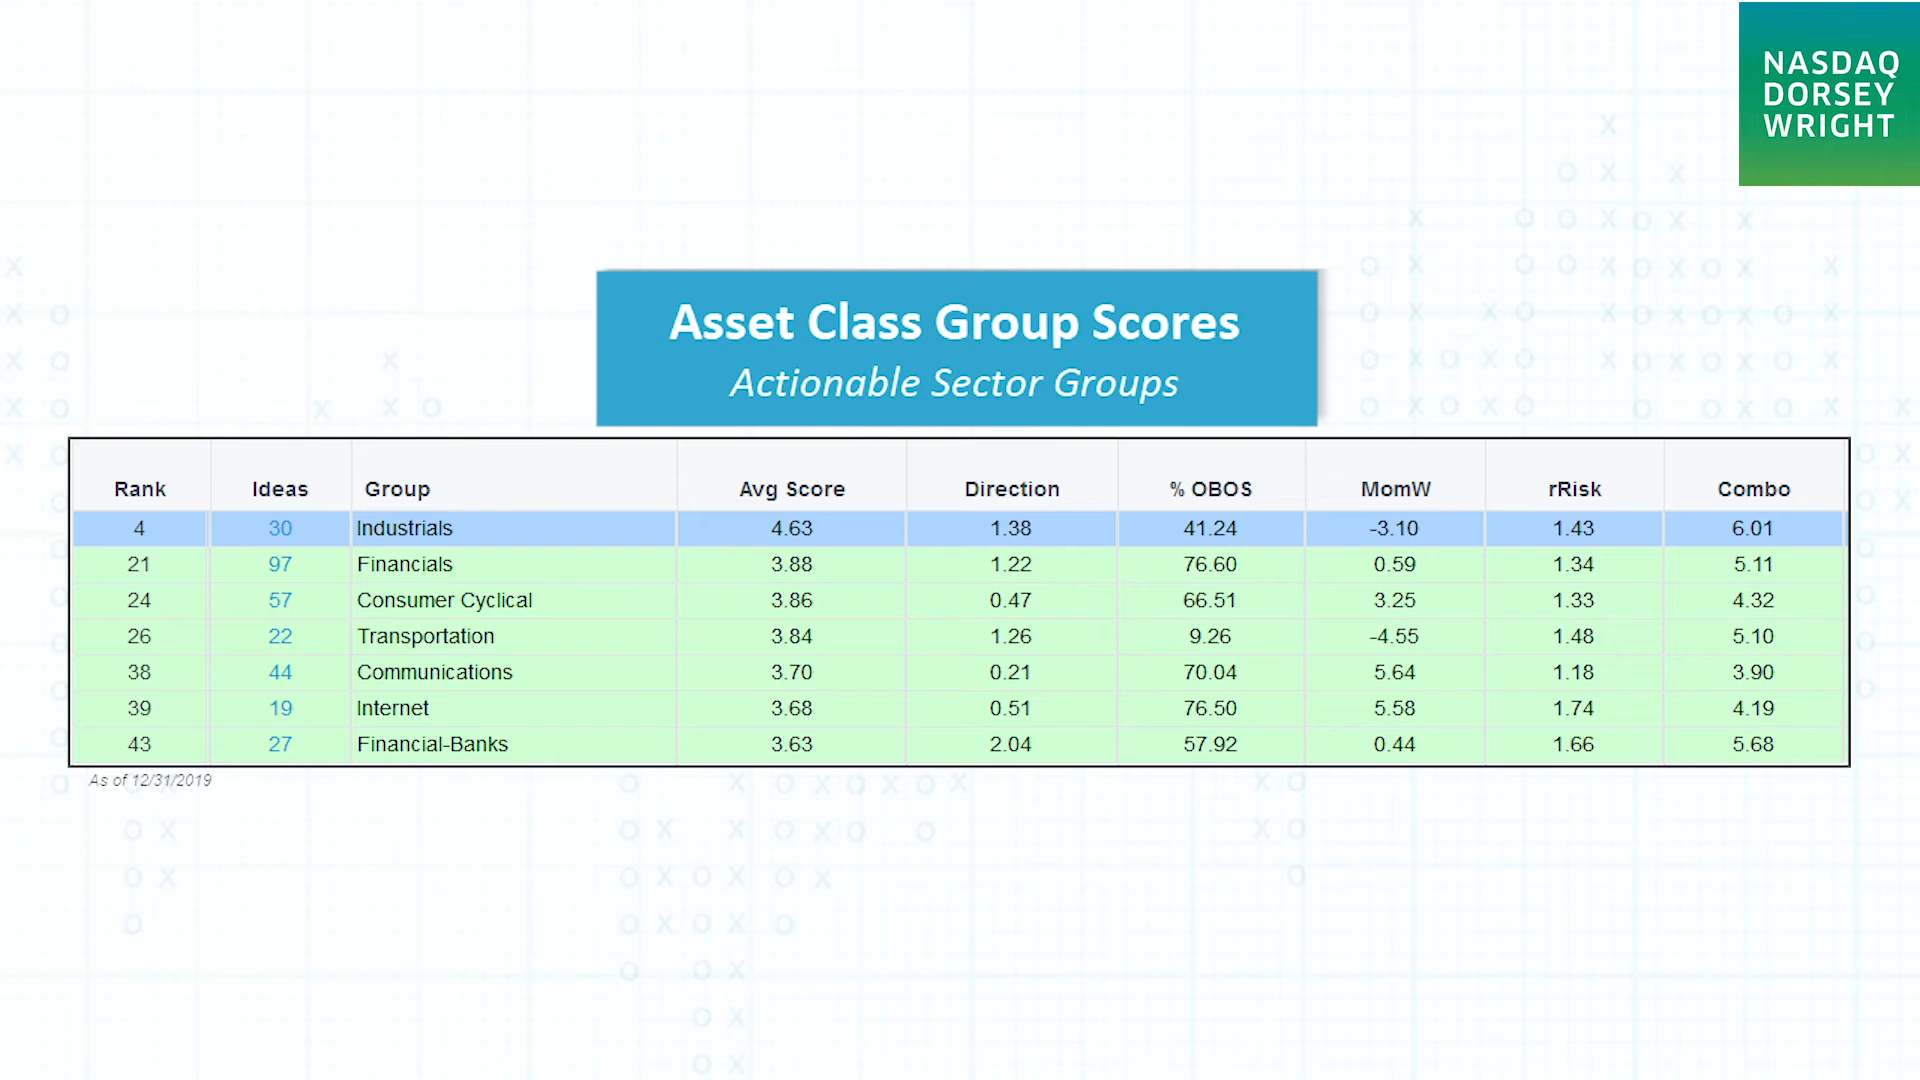 NASDAQ
DORSEY
WRIGHT
Asset Class Group Scores
Actionable Sector Groups
Rank Ideas Group Avg Score Direction % OBOS MomW rRisk Combo
4 30 Industrials 4.63 1.38 41.24 -3.10 1.43 6.01
21 97 Financials 3.88 1.22 76.60 0.59 1.34 5.11
24 57 Consumer Cyclical 3.86 0.47 66.51 3.25 1.33 4.32
26 22 Transportation 3.84 1.26 9.26 -4.55 1.48 5.10
38 44 Communications 3.70 0.21 70.04 5.64 1.18 3.90
39 19 Internet 3.68 0.51 76.50 5.58 1.74 4.19
43 27 Financial-Banks 3.63 2.04 57.92 0.44 1.66 5.68
As of 12/31/2019